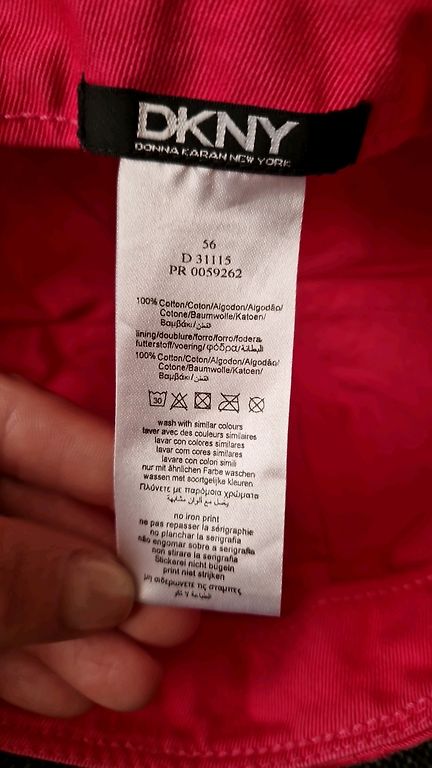 DKNY
DONNA KARAN NEW YORK
56
D 31115
PR 0059262
100% Cotton/Coton/Algodon/Algodão/
Cotone/Baumwolle/Katoen/
Βαμβάκι/قطن
lining/doublure/forro/forro/fodera
futterstoff/voering/φόδρα/البطانة
100% Cotton/Coton/Algodon/Algodão/
Cotone/Baumwolle/Katoen/
Βαμβάκι/قطن
30
wash with similar colours
laver avec des couleurs similaires
lavar con colores similares
lavar com cores similares
lavare con colori simili
nur mit ähnlichen Farbe waschen
wassen met soortgelijke kleuren
Πλύνετε με παρόμοια χρώματα
يغسل مع ألوان مشابهة
no iron print
ne pas repasser la sérigraphie
no planchar la serigrafia
não engomar sobre a serigrafia
non stirare la serigrafia
Stickerei nicht bügeln
print niet strijken
μη σιδερώνετε τις στάμπες